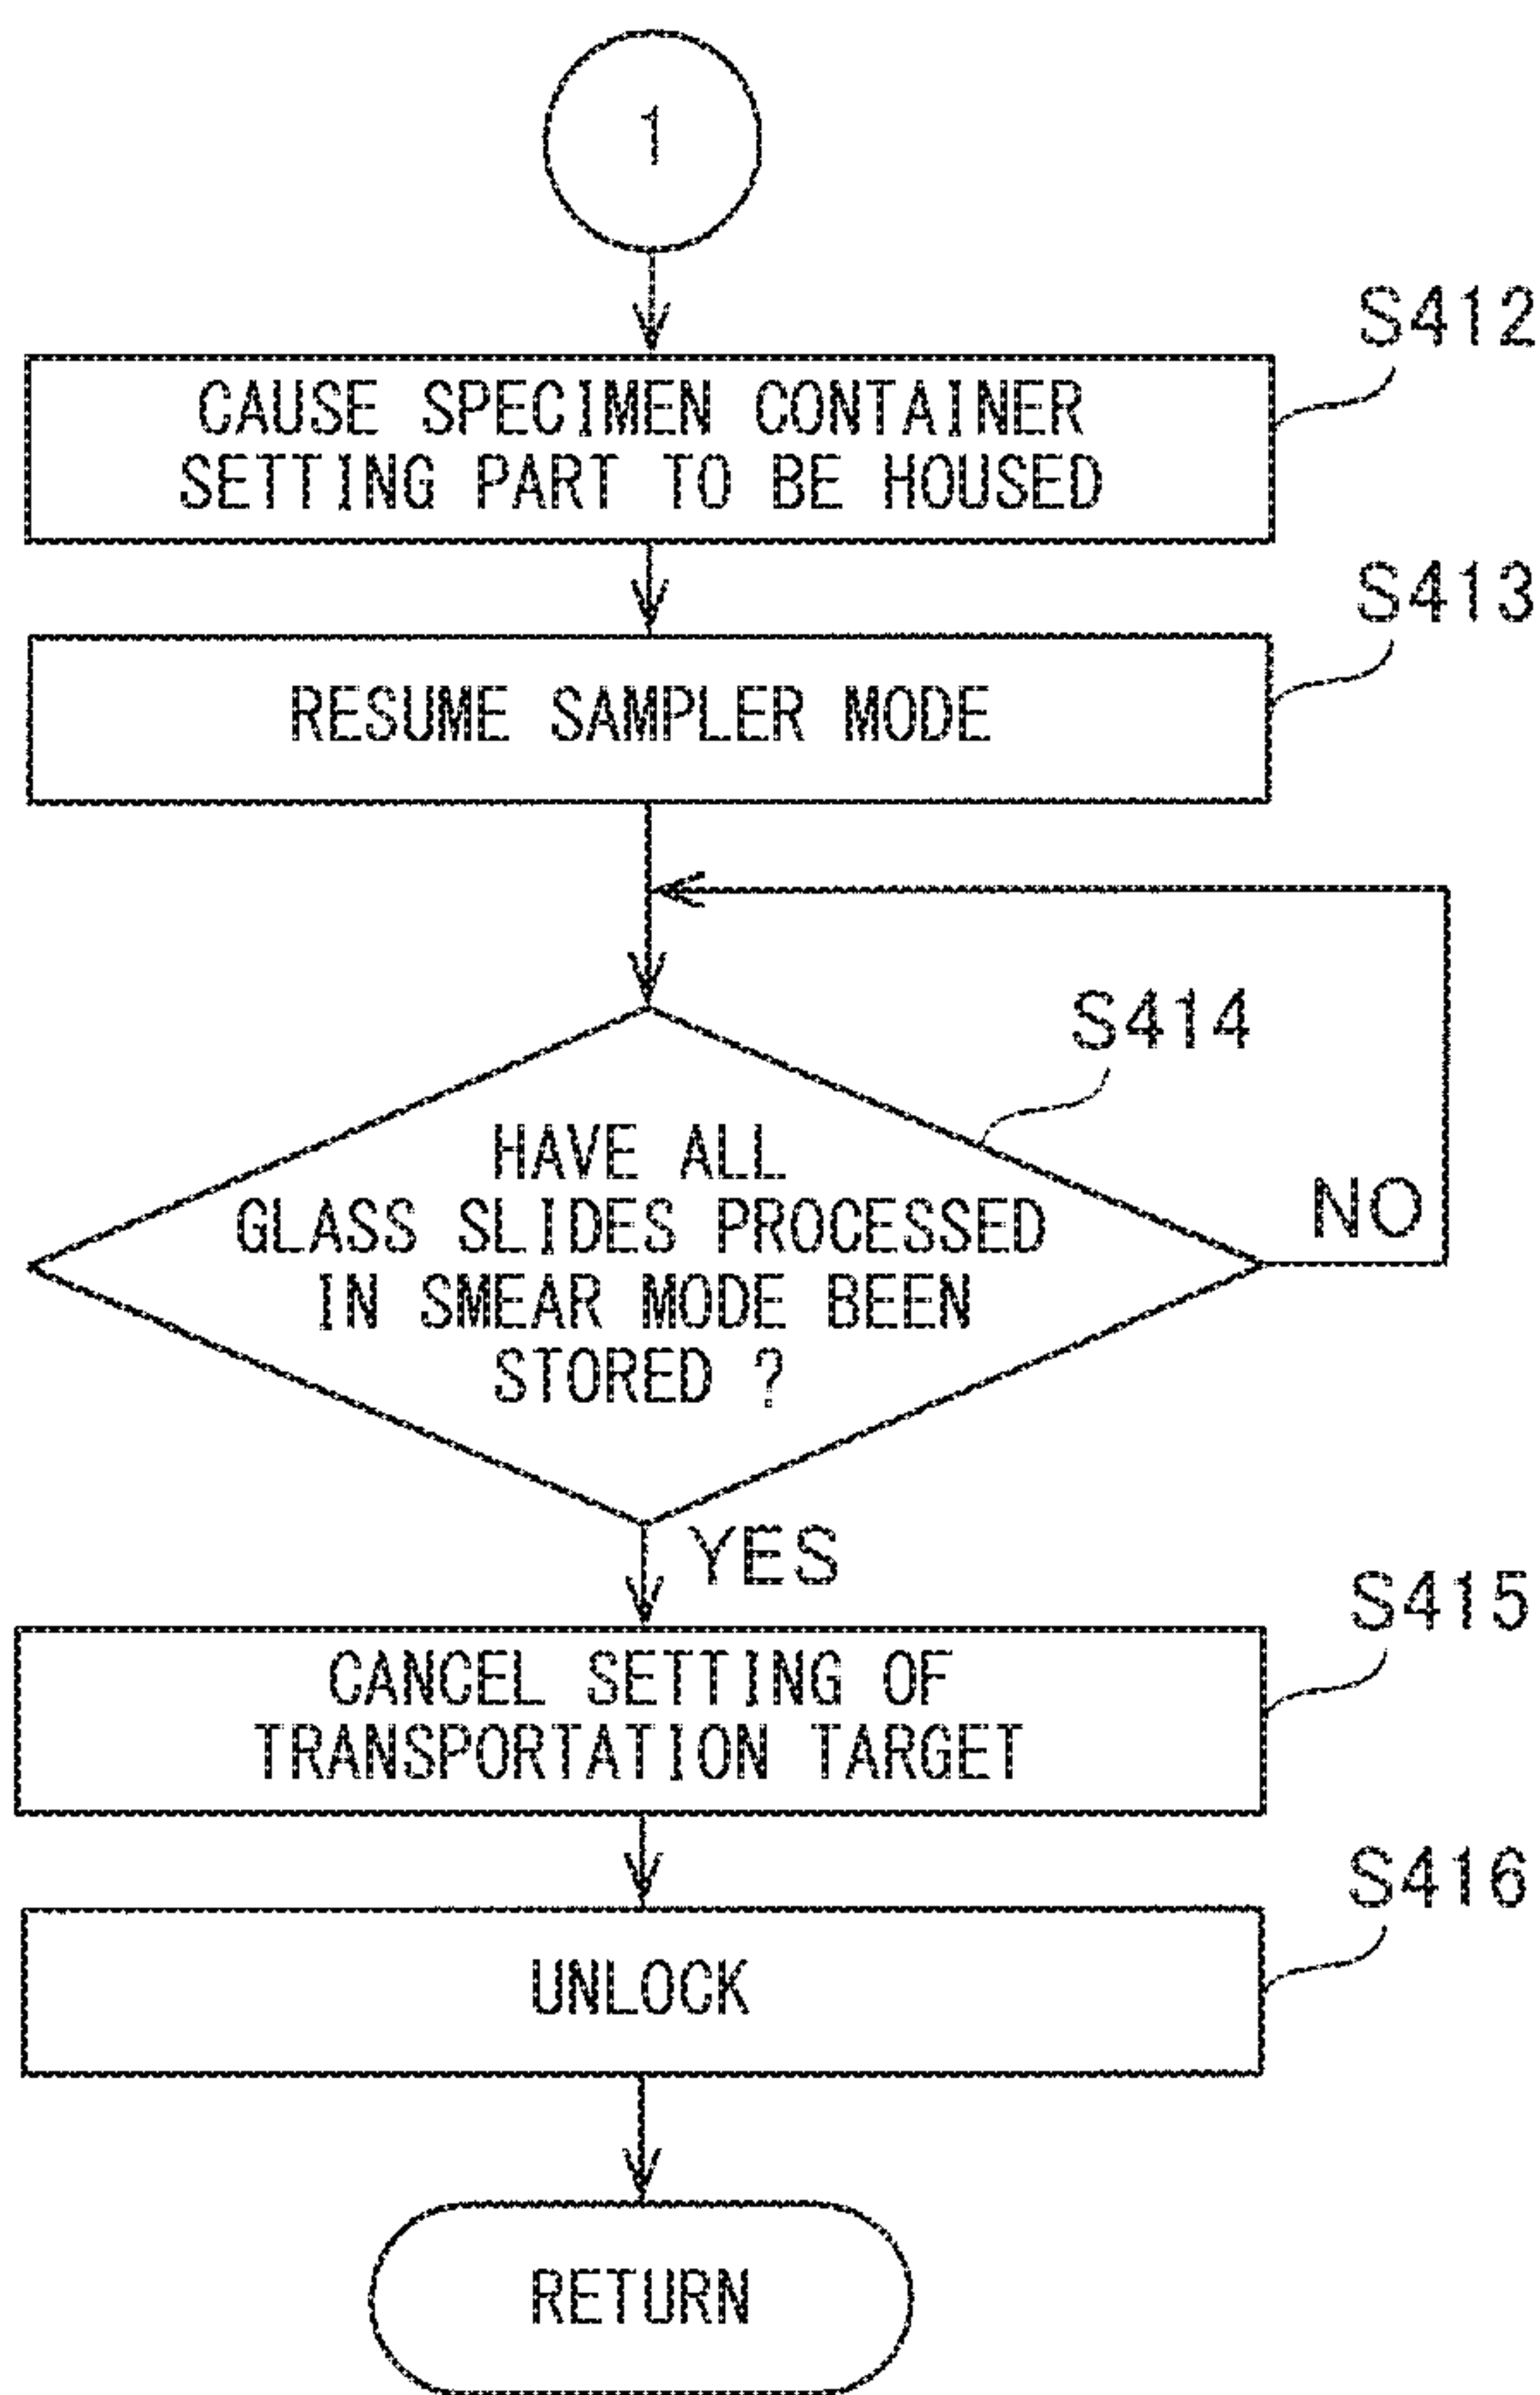 1
S412
CAUSE SPECIMEN CONTAINER
SETTING PART TO BE HOUSED
S413
RESUME SAMPLER MODE
S414
HAVE ALL
GLASS SLIDES PROCESSED
IN SMEAR MODE BEEN
STORED ?
NO
YES
S415
CANCEL SETTING OF
TRANSPORTATION TARGET
S416
UNLOCK
RETURN